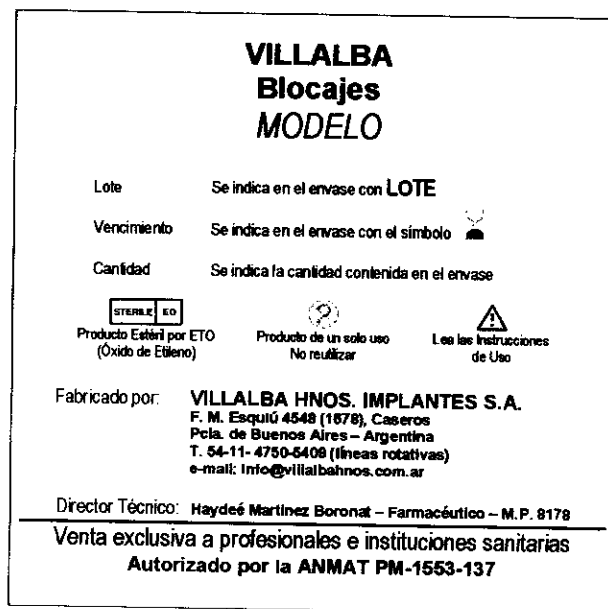 VILLALBA
Blocajes
MODELO
Lote Se indica en el envase con LOTE
Vencimiento Se indica en el envase con el símbolo
Cantidad Se indica la cantidad contenida en el envase
STERILE EO
Producto Estéril por ETO
(Óxido de Etileno)
Producto de un solo uso
No reutilizar
Lea las Instrucciones
de Uso
Fabricado por: VILLALBA HNOS. IMPLANTES S.A.
F. M. Esquiú 4548 (1678), Caseros
Pcia. de Buenos Aires – Argentina
T. 54-11- 4750-5409 (líneas rotativas)
e-mail: info@villalbahnos.com.ar
Director Técnico: Haydeé Martinez Boronat – Farmacéutico – M.P. 8178
Venta exclusiva a profesionales e instituciones sanitarias
Autorizado por la ANMAT PM-1553-137